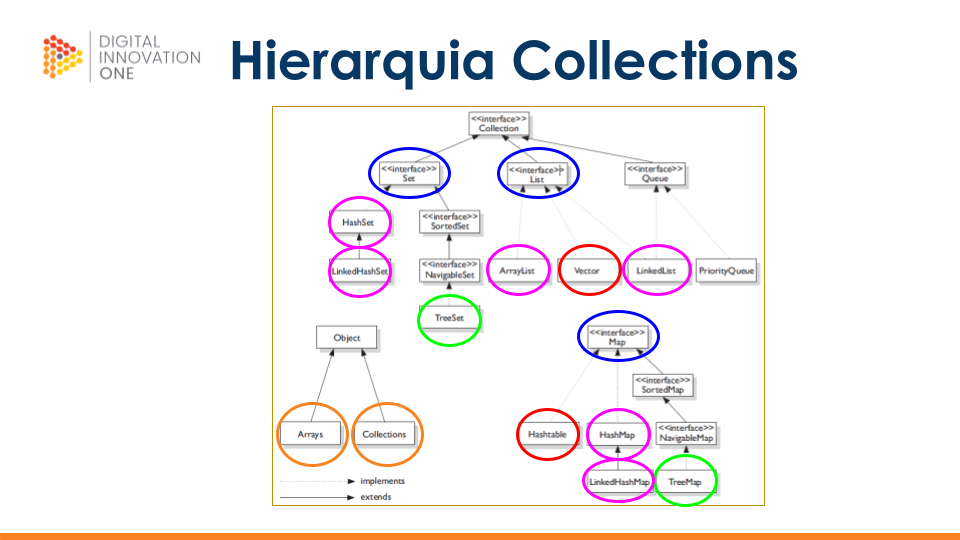 DIGITAL
INNOVATION
ONE
Hierarquia Collections
<<interface>>
Collection
<<interface>>
Set
<<interface>>
List
<<interface>>
Queue
HashSet
<<interface>>
SortedSet
LinkedHashSet
<<interface>>
NavigableSet
ArrayList
Vector
LinkedList
PriorityQueue
TreeSet
Object
<<interface>>
Map
<<interface>>
SortedMap
Arrays
Collections
Hashtable
HashMap
<<interface>>
NavigableMap
LinkedHashMap
TreeMap
implements
extends